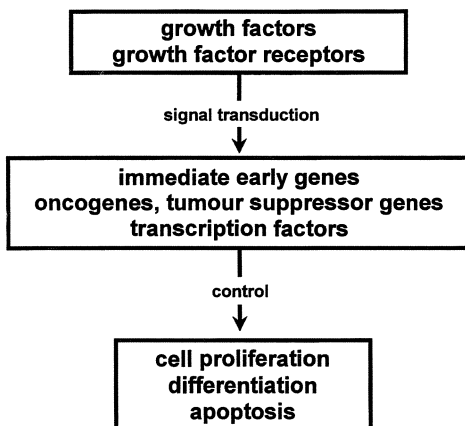 growth factors
growth factor receptors
signal transduction
immediate early genes
oncogenes, tumour suppressor genes
transcription factors
control
cell proliferation
differentiation
apoptosis